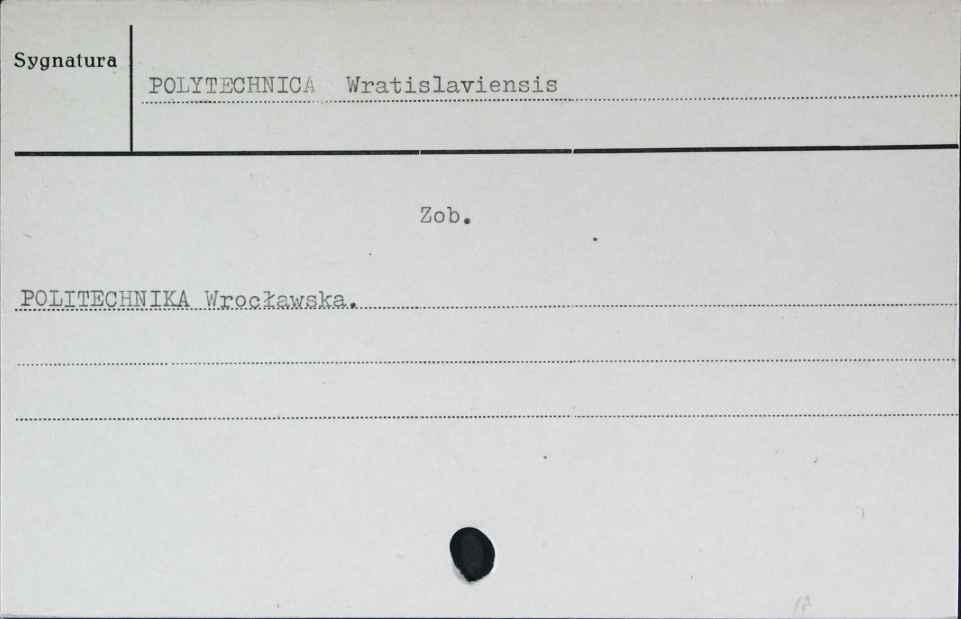 Sygnatura
POLYTECHNICA Wratislaviensis
Zob.
POLITECHNIKA Wrocławska.